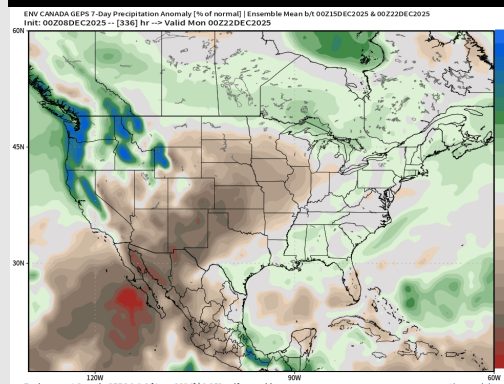 ENV CANADA GEPS 7-Day Precipitation Anomaly [% of normal] | Ensemble Mean b/t 00Z15DEC2025 & 00Z22DEC2025
Init: 00Z08DEC2025 -- [336] hr --> Valid Mon 00Z22DEC2025
60N
45N
30N
120W
90W
60W